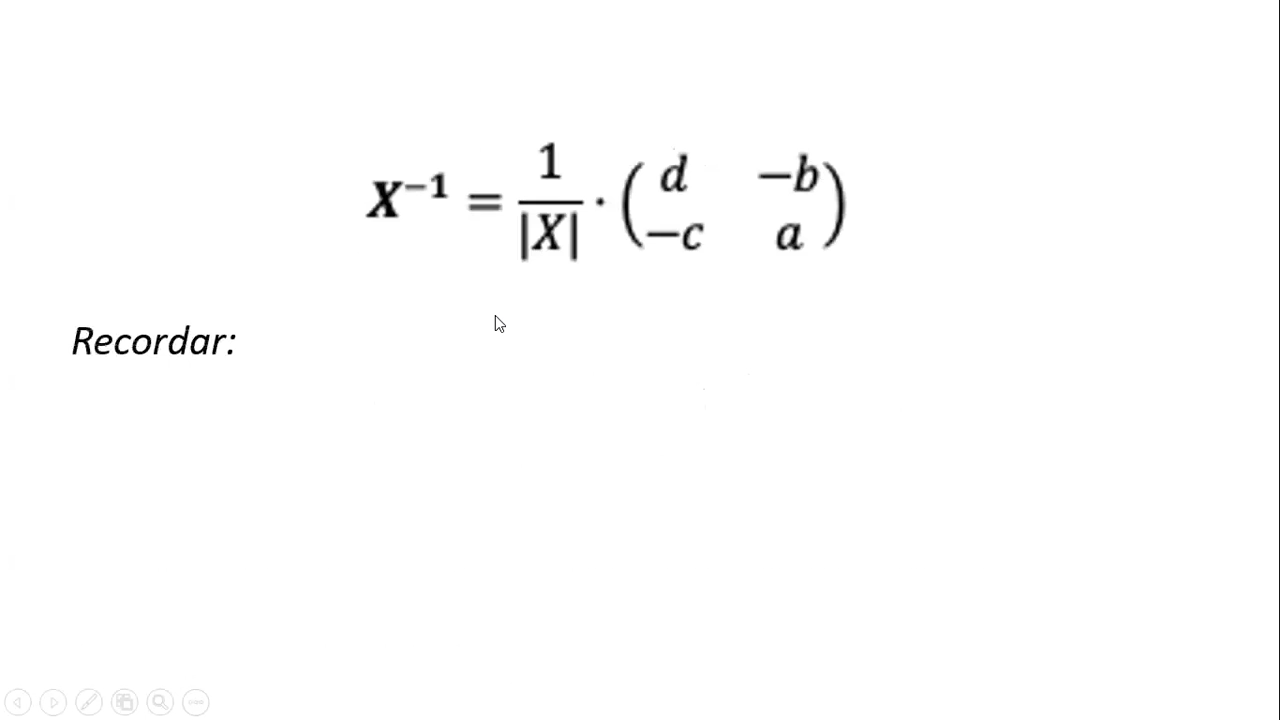 X⁻¹ = 1/|X| · (d −b
−c a)
Recordar: